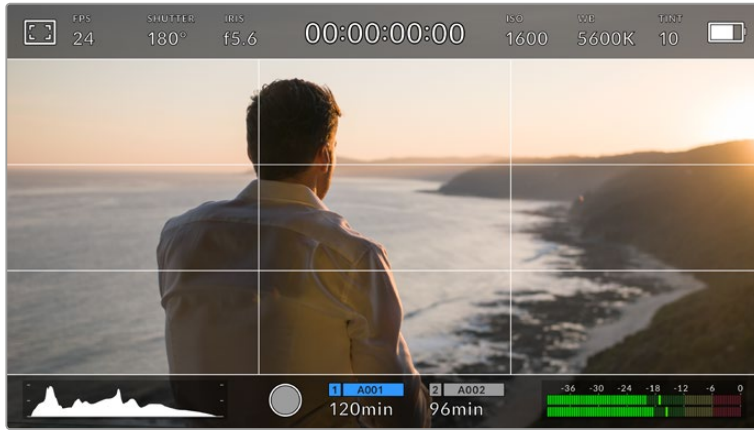 FPS SHUTTER IRIS ISO WB TINT
24 180° f5.6 00:00:00:00 1600 5600K 10
1 A001 2 A002
120min 96min
-36 -30 -24 -18 -12 -6 0